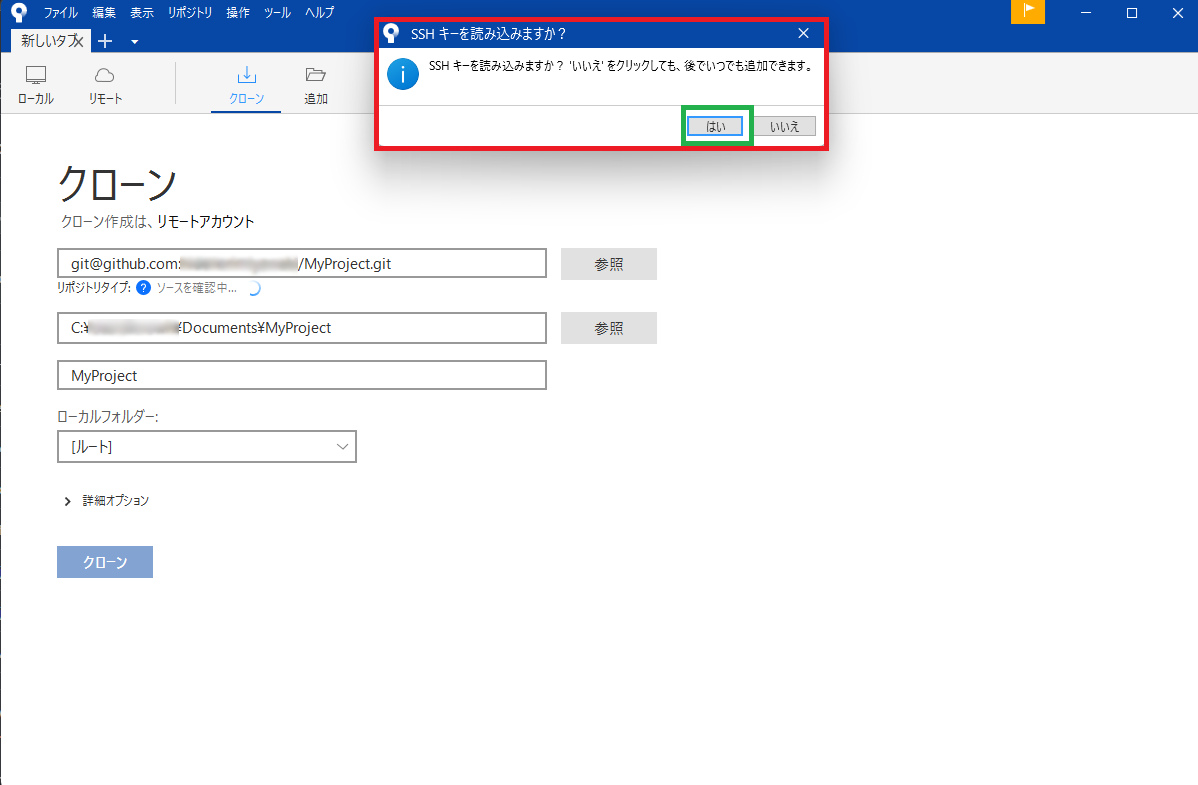 ファイル 編集 表示 リポジトリ 操作 ツール ヘルプ
新しいタブ
ローカル リモート クローン 追加
SSH キーを読み込みますか?
SSH キーを読み込みますか? 'いいえ' をクリックしても、後でいつでも追加できます。
はい いいえ
クローン
クローン作成は、リモートアカウント
git@github.com: /MyProject.git 参照
リポジトリタイプ: ? ソースを確認中...
C:¥ ¥Documents¥MyProject 参照
MyProject
ローカルフォルダー:
[ルート]
詳細オプション
クローン